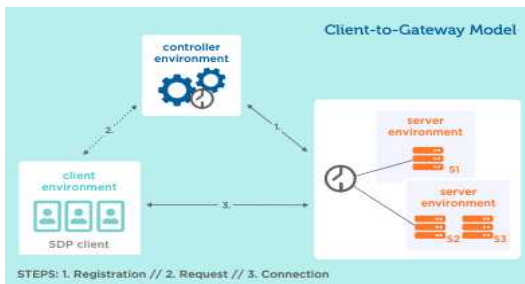 Client-to-Gateway Model
controller
environment
2.
1.
server
environment
S1
client
environment
SDP client
3.
server
environment
S2
S3
STEPS: 1. Registration // 2. Request // 3. Connection